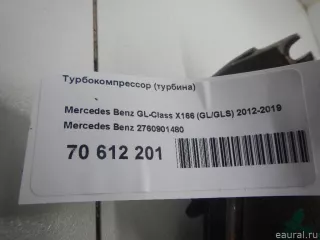 Турбокомпрессор (турбина)
Mercedes Benz GL-Class X166 (GL/GLS) 2012-2019
Mercedes Benz 2760901480
70 612 201
eaural.ru